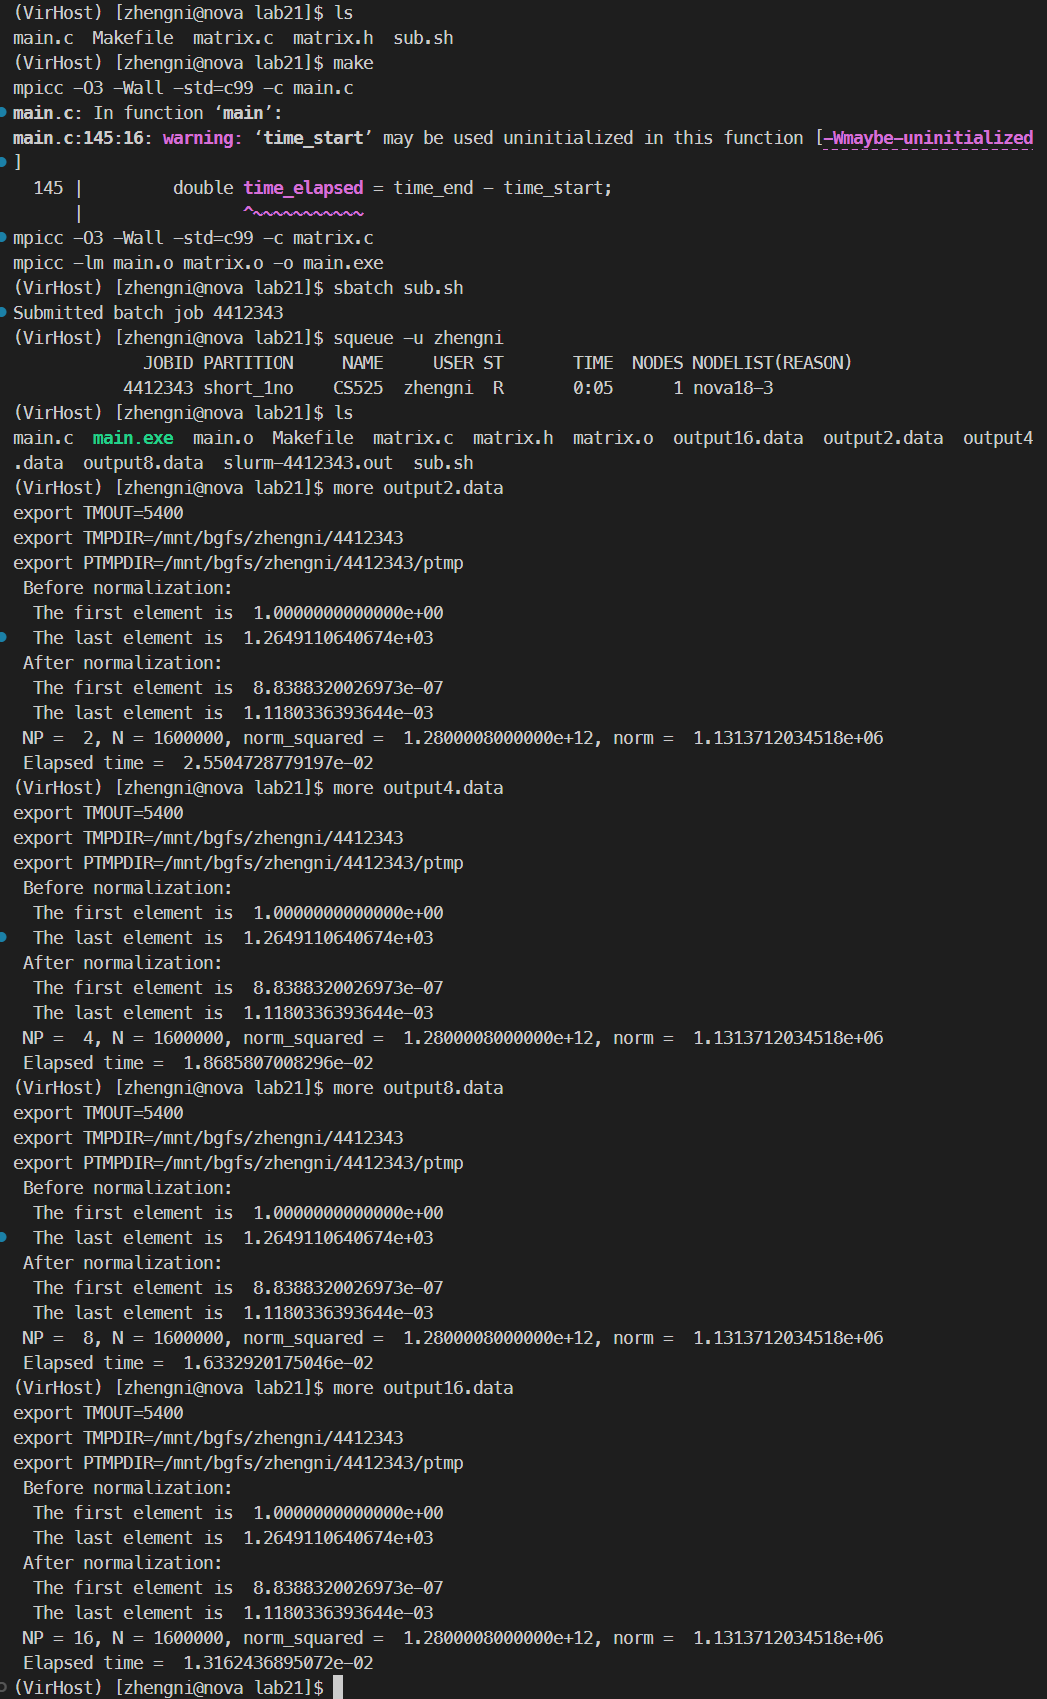 (VirHost) [zhengni@nova lab21]$ ls
main.c  Makefile  matrix.c  matrix.h  sub.sh
(VirHost) [zhengni@nova lab21]$ make
mpicc -O3 -Wall -std=c99 -c main.c
main.c: In function ‘main’:
main.c:145:16: warning: ‘time_start’ may be used uninitialized in this function [-Wmaybe-uninitialized
]
  145 |         double time_elapsed = time_end - time_start;
      |                ^~~~~~~~~~~~
mpicc -O3 -Wall -std=c99 -c matrix.c
mpicc -lm main.o matrix.o -o main.exe
(VirHost) [zhengni@nova lab21]$ sbatch sub.sh
Submitted batch job 4412343
(VirHost) [zhengni@nova lab21]$ squeue -u zhengni
             JOBID PARTITION     NAME     USER ST       TIME  NODES NODELIST(REASON)
           4412343 short_1no    CS525  zhengni  R       0:05      1 nova18-3
(VirHost) [zhengni@nova lab21]$ ls
main.c  main.exe  main.o  Makefile  matrix.c  matrix.h  matrix.o  output16.data  output2.data  output4
.data  output8.data  slurm-4412343.out  sub.sh
(VirHost) [zhengni@nova lab21]$ more output2.data
export TMOUT=5400
export TMPDIR=/mnt/bgfs/zhengni/4412343
export PTMPDIR=/mnt/bgfs/zhengni/4412343/ptmp
 Before normalization:
  The first element is  1.0000000000000e+00
  The last element is  1.2649110640674e+03
 After normalization:
  The first element is  8.8388320026973e-07
  The last element is  1.1180336393644e-03
 NP =  2, N = 1600000, norm_squared =  1.2800008000000e+12, norm =  1.1313712034518e+06
 Elapsed time =  2.5504728779197e-02
(VirHost) [zhengni@nova lab21]$ more output4.data
export TMOUT=5400
export TMPDIR=/mnt/bgfs/zhengni/4412343
export PTMPDIR=/mnt/bgfs/zhengni/4412343/ptmp
 Before normalization:
  The first element is  1.0000000000000e+00
  The last element is  1.2649110640674e+03
 After normalization:
  The first element is  8.8388320026973e-07
  The last element is  1.1180336393644e-03
 NP =  4, N = 1600000, norm_squared =  1.2800008000000e+12, norm =  1.1313712034518e+06
 Elapsed time =  1.8685807008296e-02
(VirHost) [zhengni@nova lab21]$ more output8.data
export TMOUT=5400
export TMPDIR=/mnt/bgfs/zhengni/4412343
export PTMPDIR=/mnt/bgfs/zhengni/4412343/ptmp
 Before normalization:
  The first element is  1.0000000000000e+00
  The last element is  1.2649110640674e+03
 After normalization:
  The first element is  8.8388320026973e-07
  The last element is  1.1180336393644e-03
 NP =  8, N = 1600000, norm_squared =  1.2800008000000e+12, norm =  1.1313712034518e+06
 Elapsed time =  1.6332920175046e-02
(VirHost) [zhengni@nova lab21]$ more output16.data
export TMOUT=5400
export TMPDIR=/mnt/bgfs/zhengni/4412343
export PTMPDIR=/mnt/bgfs/zhengni/4412343/ptmp
 Before normalization:
  The first element is  1.0000000000000e+00
  The last element is  1.2649110640674e+03
 After normalization:
  The first element is  8.8388320026973e-07
  The last element is  1.1180336393644e-03
 NP = 16, N = 1600000, norm_squared =  1.2800008000000e+12, norm =  1.1313712034518e+06
 Elapsed time =  1.3162436895072e-02
(VirHost) [zhengni@nova lab21]$